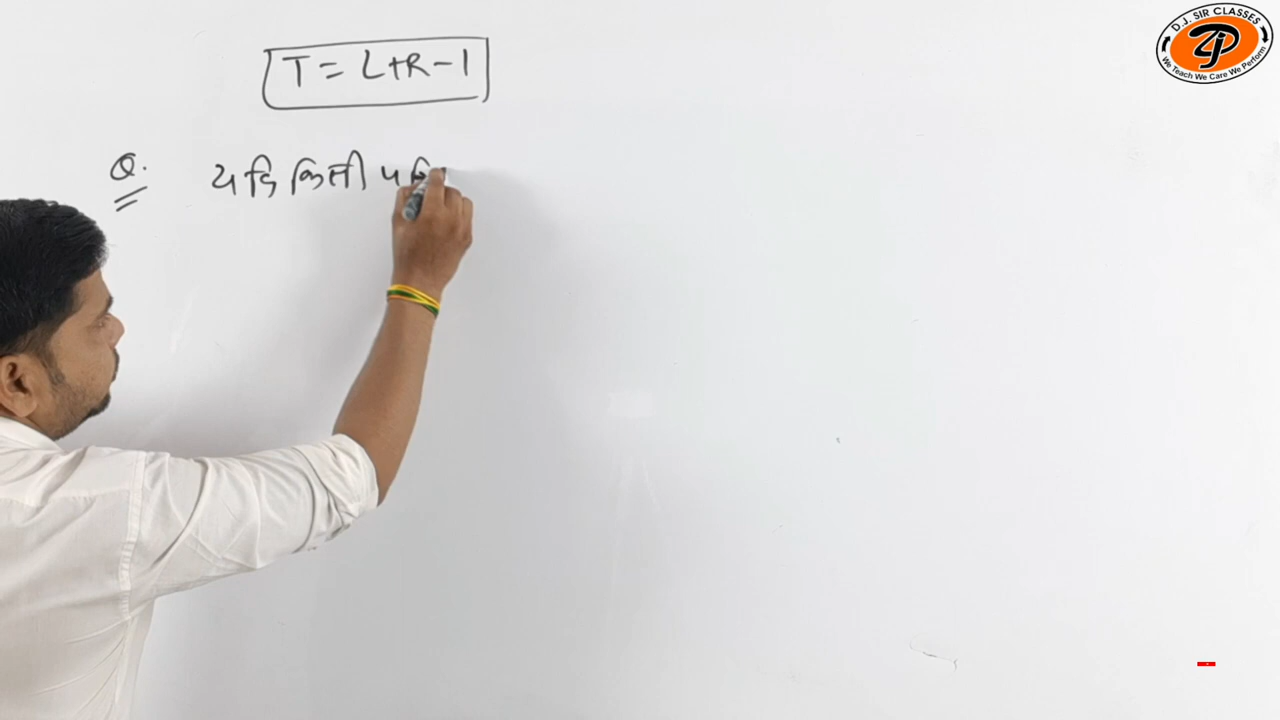 D.J. SIR CLASSES
We Teach We Care We Perform
T = L+R-1
Q. यदि किसी